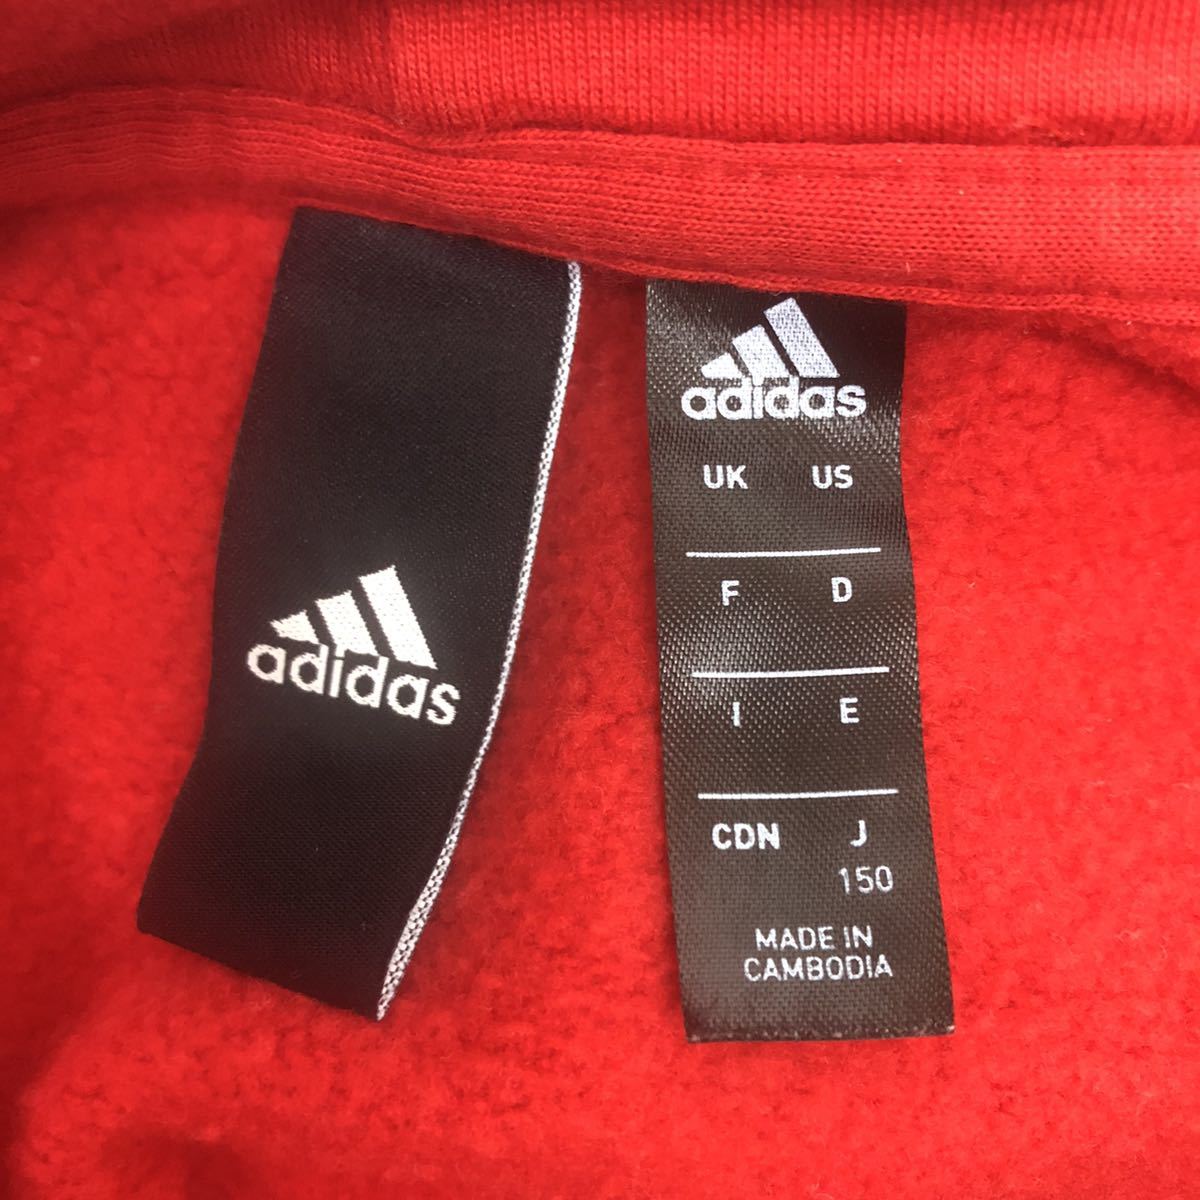 adidas
adidas
UK US
F D
I E
CDN J
150
MADE IN
CAMBODIA